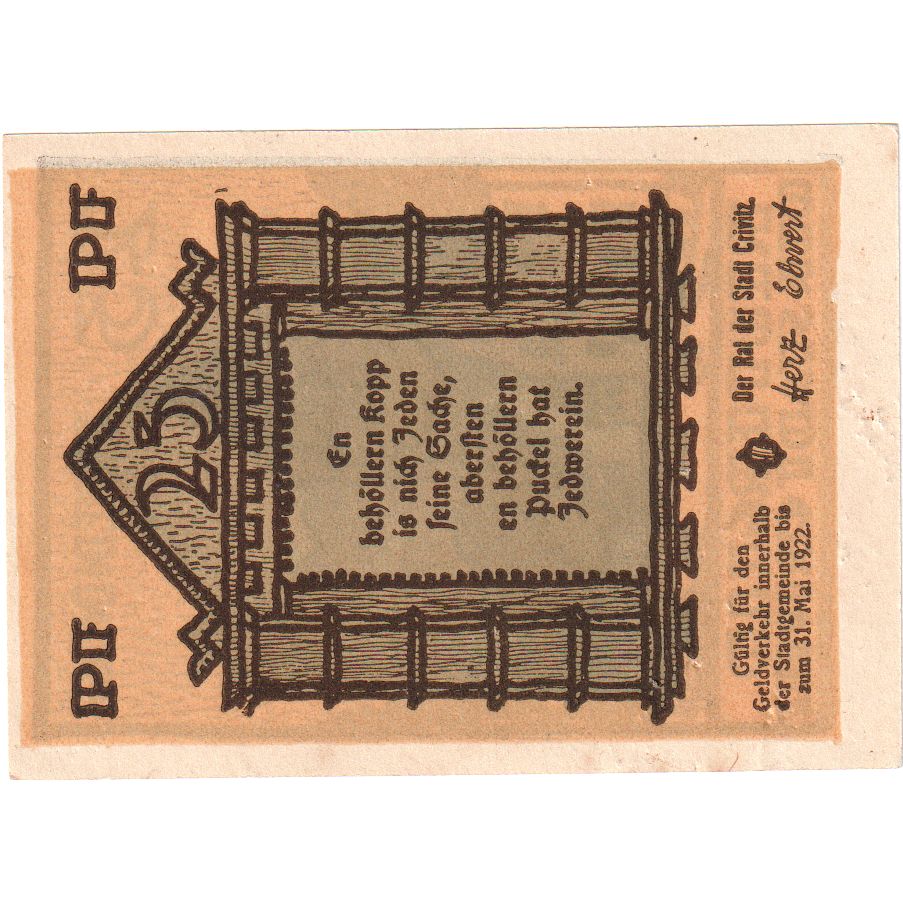 PF
PF
25
En
behöllern Kopp
is nich Jeden
seine Sache,
abersten
en behöllern
Puckel hat
Jedwerein.
Gültig für den
Geldverkehr innerhalb
der Stadtgemeinde bis
zum 31. Mai 1922.
Der Rat der Stadt Crivitz.
Herz